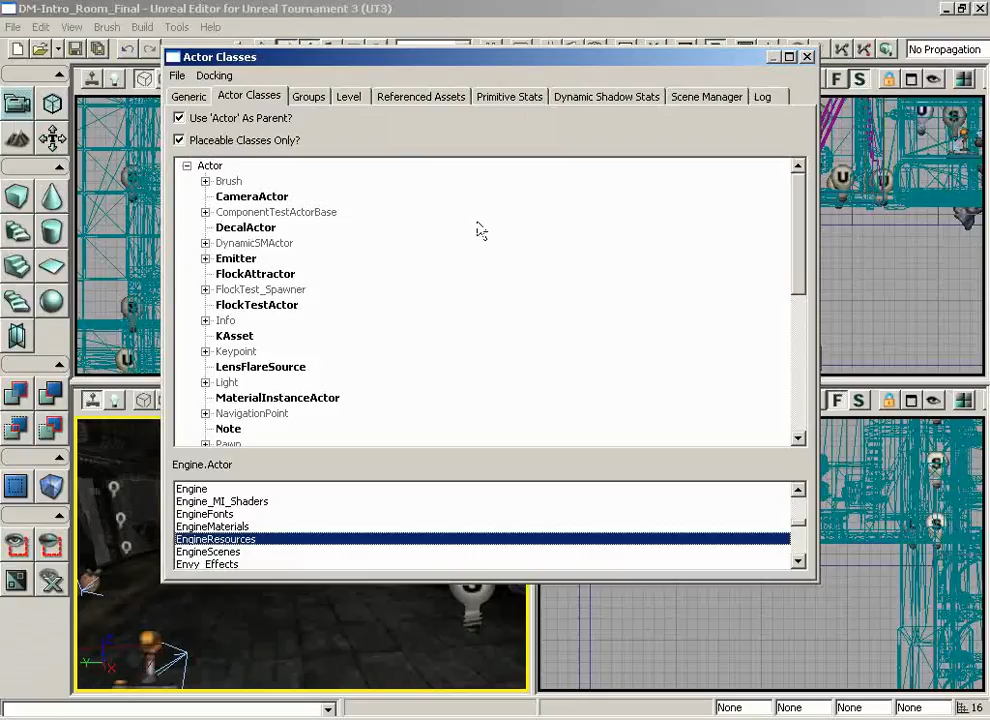 DM-Intro_Room_Final - Unreal Editor for Unreal Tournament 3 (UT3)
File Edit View Brush Build Tools Help
No Propagation
Actor Classes
File Docking
Generic Actor Classes Groups Level Referenced Assets Primitive Stats Dynamic Shadow Stats Scene Manager Log
F S
Use 'Actor' As Parent?
Placeable Classes Only?
Actor
Brush
CameraActor
ComponentTestActorBase
DecalActor
DynamicSMActor
Emitter
FlockAttractor
FlockTest_Spawner
FlockTestActor
Info
KAsset
Keypoint
LensFlareSource
Light
MaterialInstanceActor
NavigationPoint
Note
Pawn
F S
Engine.Actor
Engine
Engine_MI_Shaders
EngineFonts
EngineMaterials
EngineResources
EngineScenes
Envy_Effects
Z
Y
X
None None None None 16